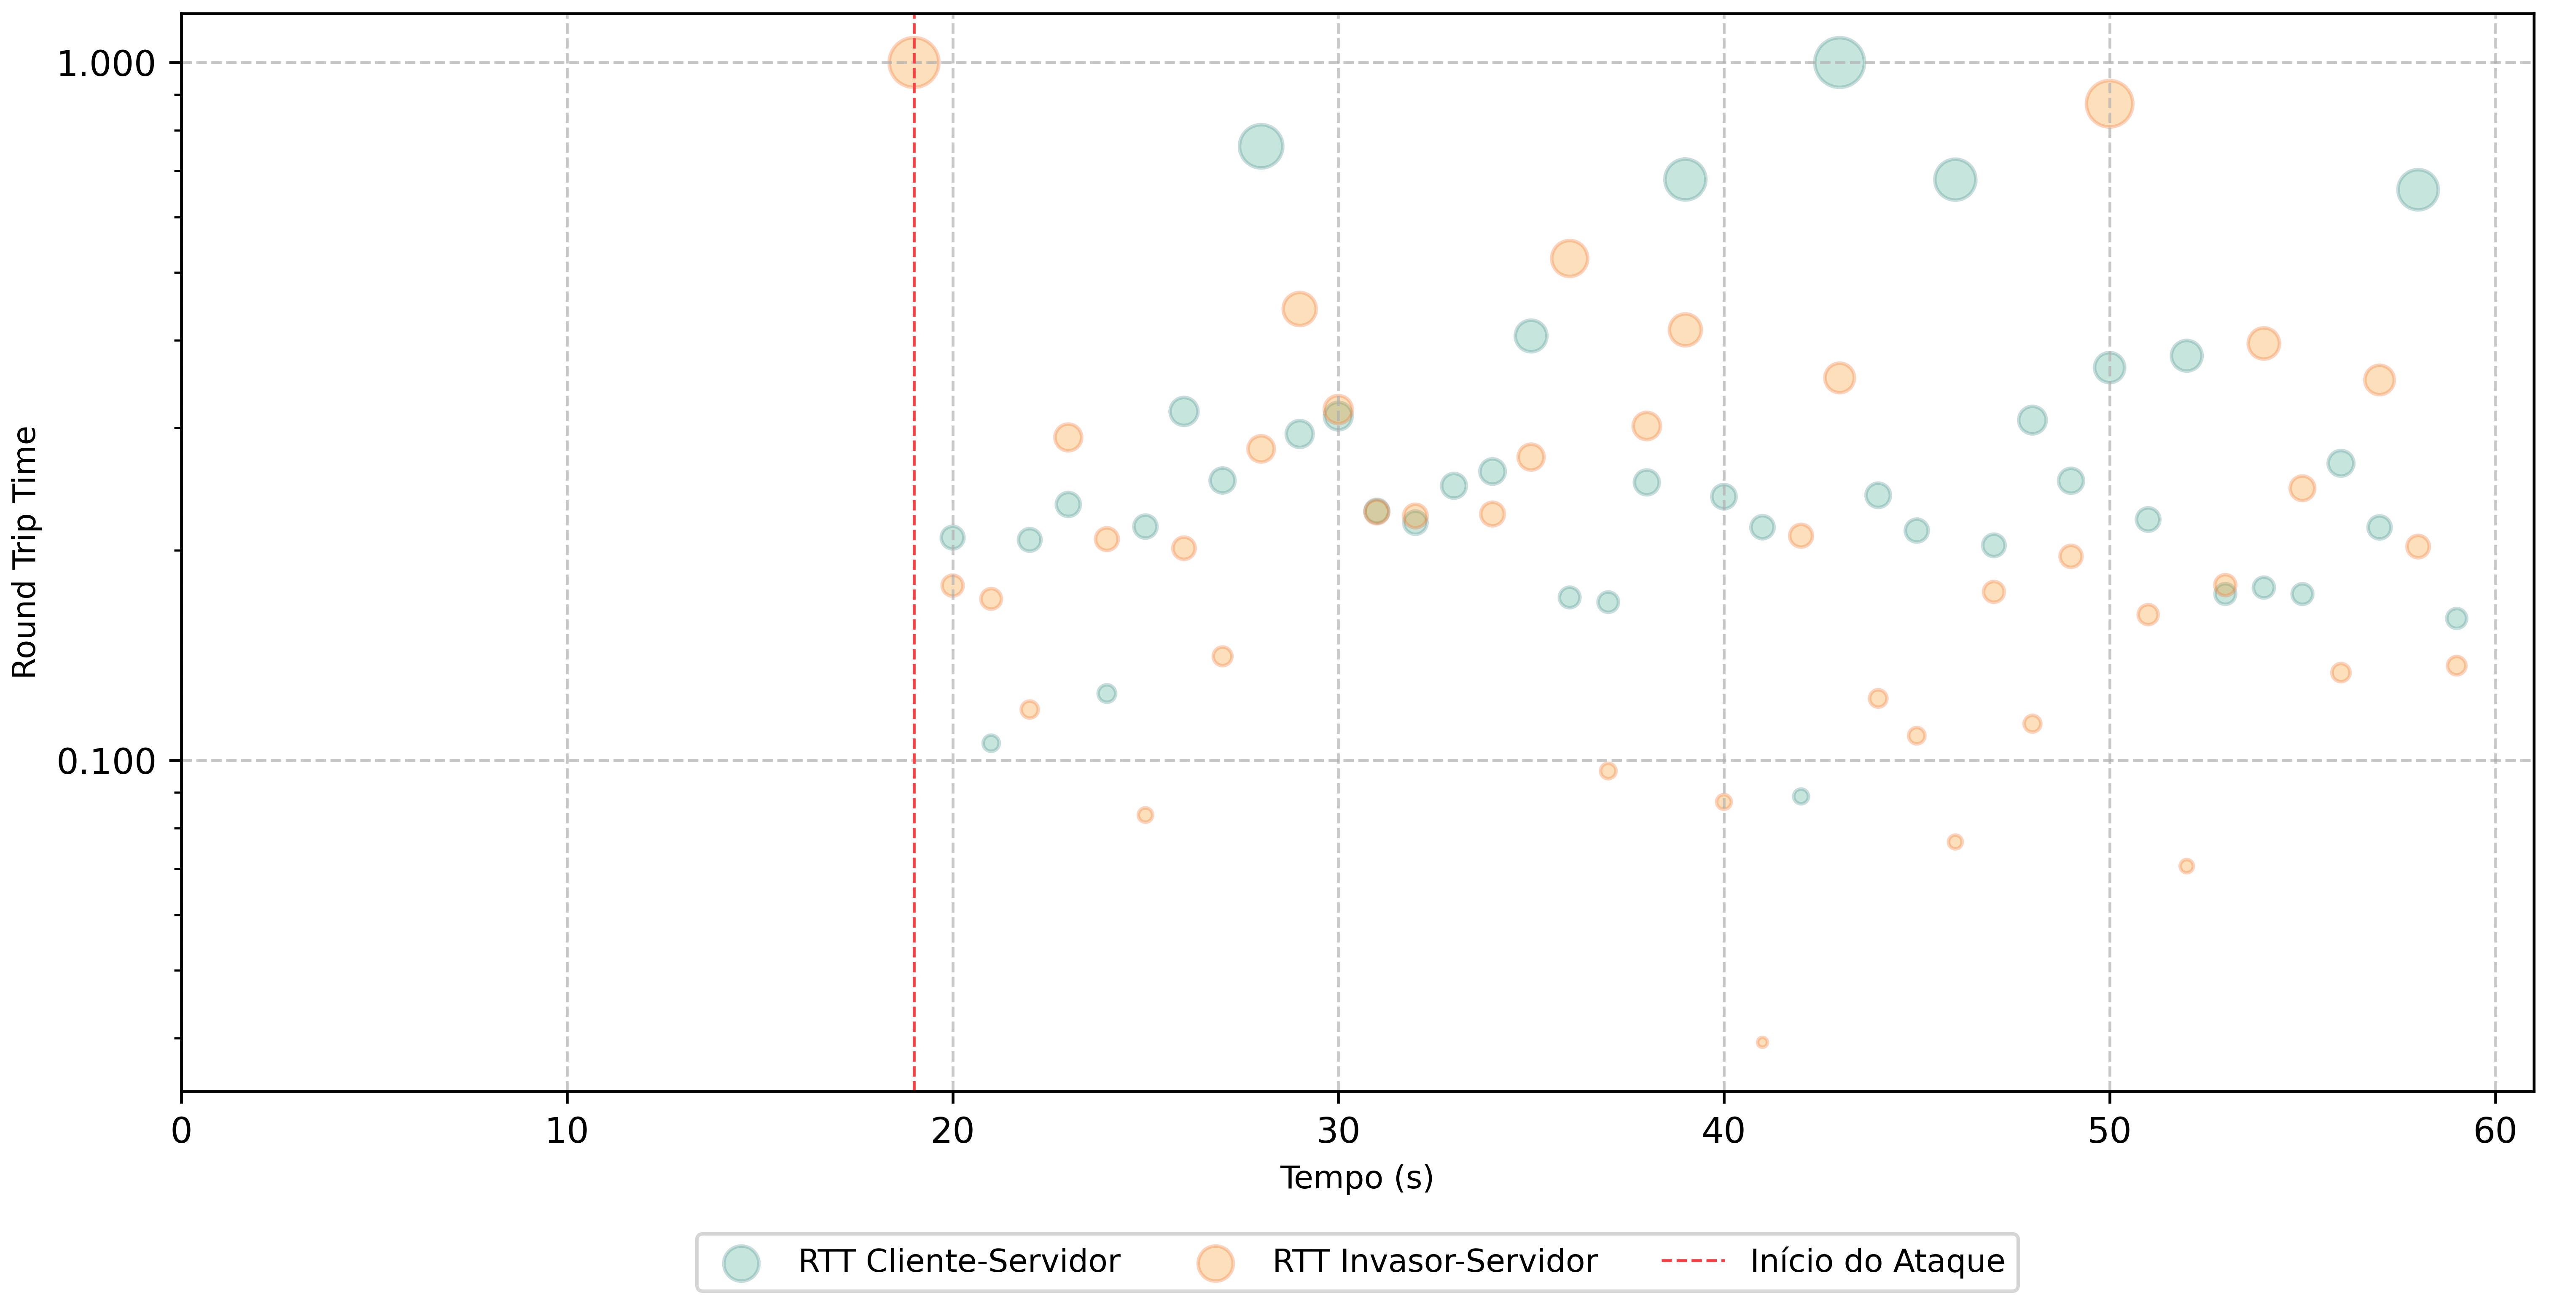 1.000
0.100
Round Trip Time
0 10 20 30 40 50 60
Tempo (s)
RTT Cliente-Servidor RTT Invasor-Servidor Início do Ataque